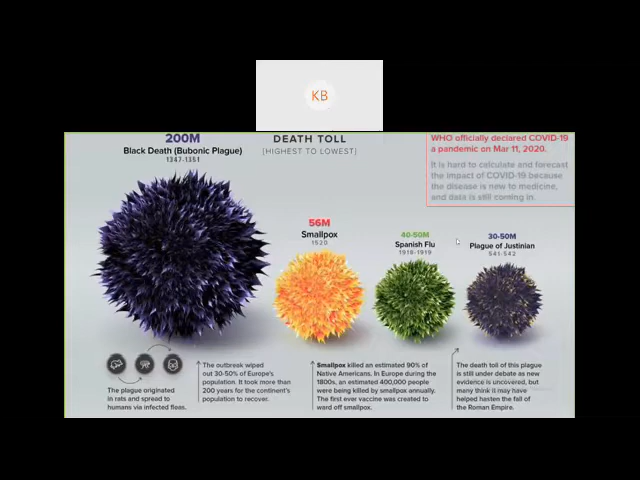 KB
200M
Black Death (Bubonic Plague)
1347-1351
DEATH TOLL
[HIGHEST TO LOWEST]
WHO officially declared COVID-19
a pandemic on Mar 11, 2020.
It is hard to calculate and forecast
the impact of COVID-19 because
the disease is new to medicine,
and data is still coming in.
56M
Smallpox
1520
40-50M
Spanish Flu
1918-1919
30-50M
Plague of Justinian
541-542
The plague originated
in rats and spread to
humans via infected fleas.
The outbreak wiped
out 30-50% of Europe's
population. It took more than
200 years for the continent's
population to recover.
Smallpox killed an estimated 90% of
Native Americans. In Europe during the
1800s, an estimated 400,000 people
were being killed by smallpox annually.
The first ever vaccine was created to
ward off smallpox.
The death toll of this plague
is still under debate as new
evidence is uncovered, but
many think it may have
helped hasten the fall of
the Roman Empire.